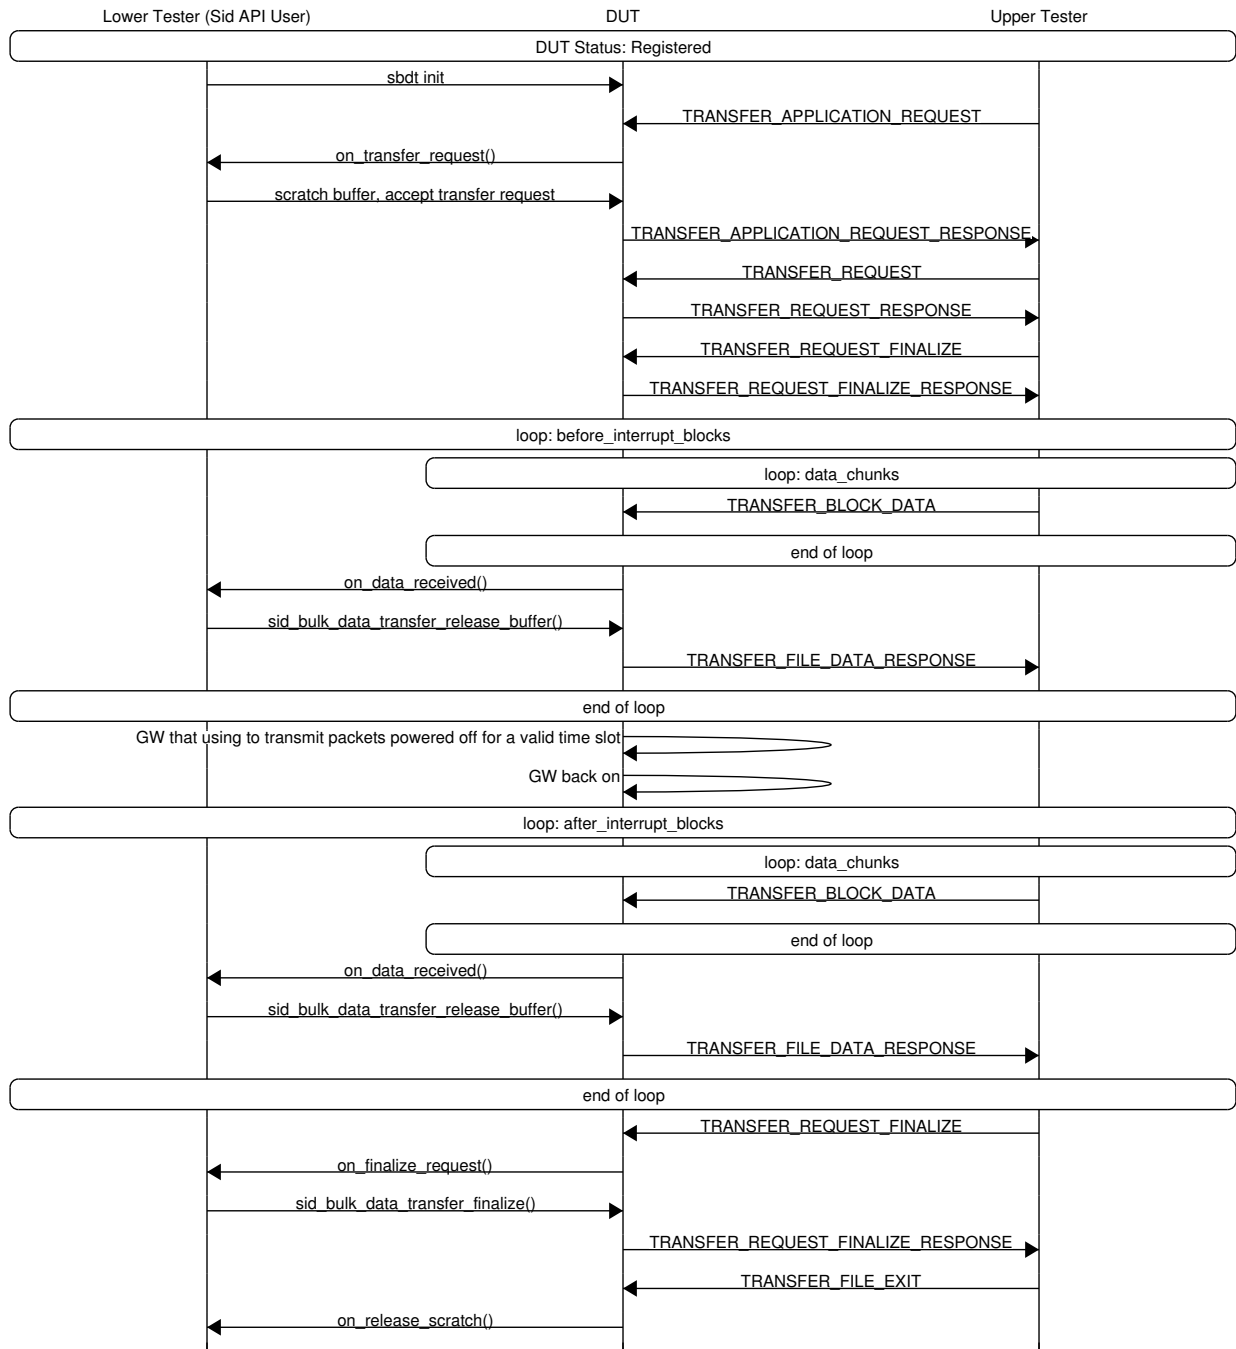 Lower Tester (Sid API User)
DUT
Upper Tester
DUT Status: Registered
sbdt init
TRANSFER_APPLICATION_REQUEST
on_transfer_request()
scratch buffer, accept transfer request
TRANSFER_APPLICATION_REQUEST_RESPONSE
TRANSFER_REQUEST
TRANSFER_REQUEST_RESPONSE
TRANSFER_REQUEST_FINALIZE
TRANSFER_REQUEST_FINALIZE_RESPONSE
loop: before_interrupt_blocks
loop: data_chunks
TRANSFER_BLOCK_DATA
end of loop
on_data_received()
sid_bulk_data_transfer_release_buffer()
TRANSFER_FILE_DATA_RESPONSE
end of loop
GW that using to transmit packets powered off for a valid time slot
GW back on
loop: after_interrupt_blocks
loop: data_chunks
TRANSFER_BLOCK_DATA
end of loop
on_data_received()
sid_bulk_data_transfer_release_buffer()
TRANSFER_FILE_DATA_RESPONSE
end of loop
TRANSFER_REQUEST_FINALIZE
on_finalize_request()
sid_bulk_data_transfer_finalize()
TRANSFER_REQUEST_FINALIZE_RESPONSE
TRANSFER_FILE_EXIT
on_release_scratch()